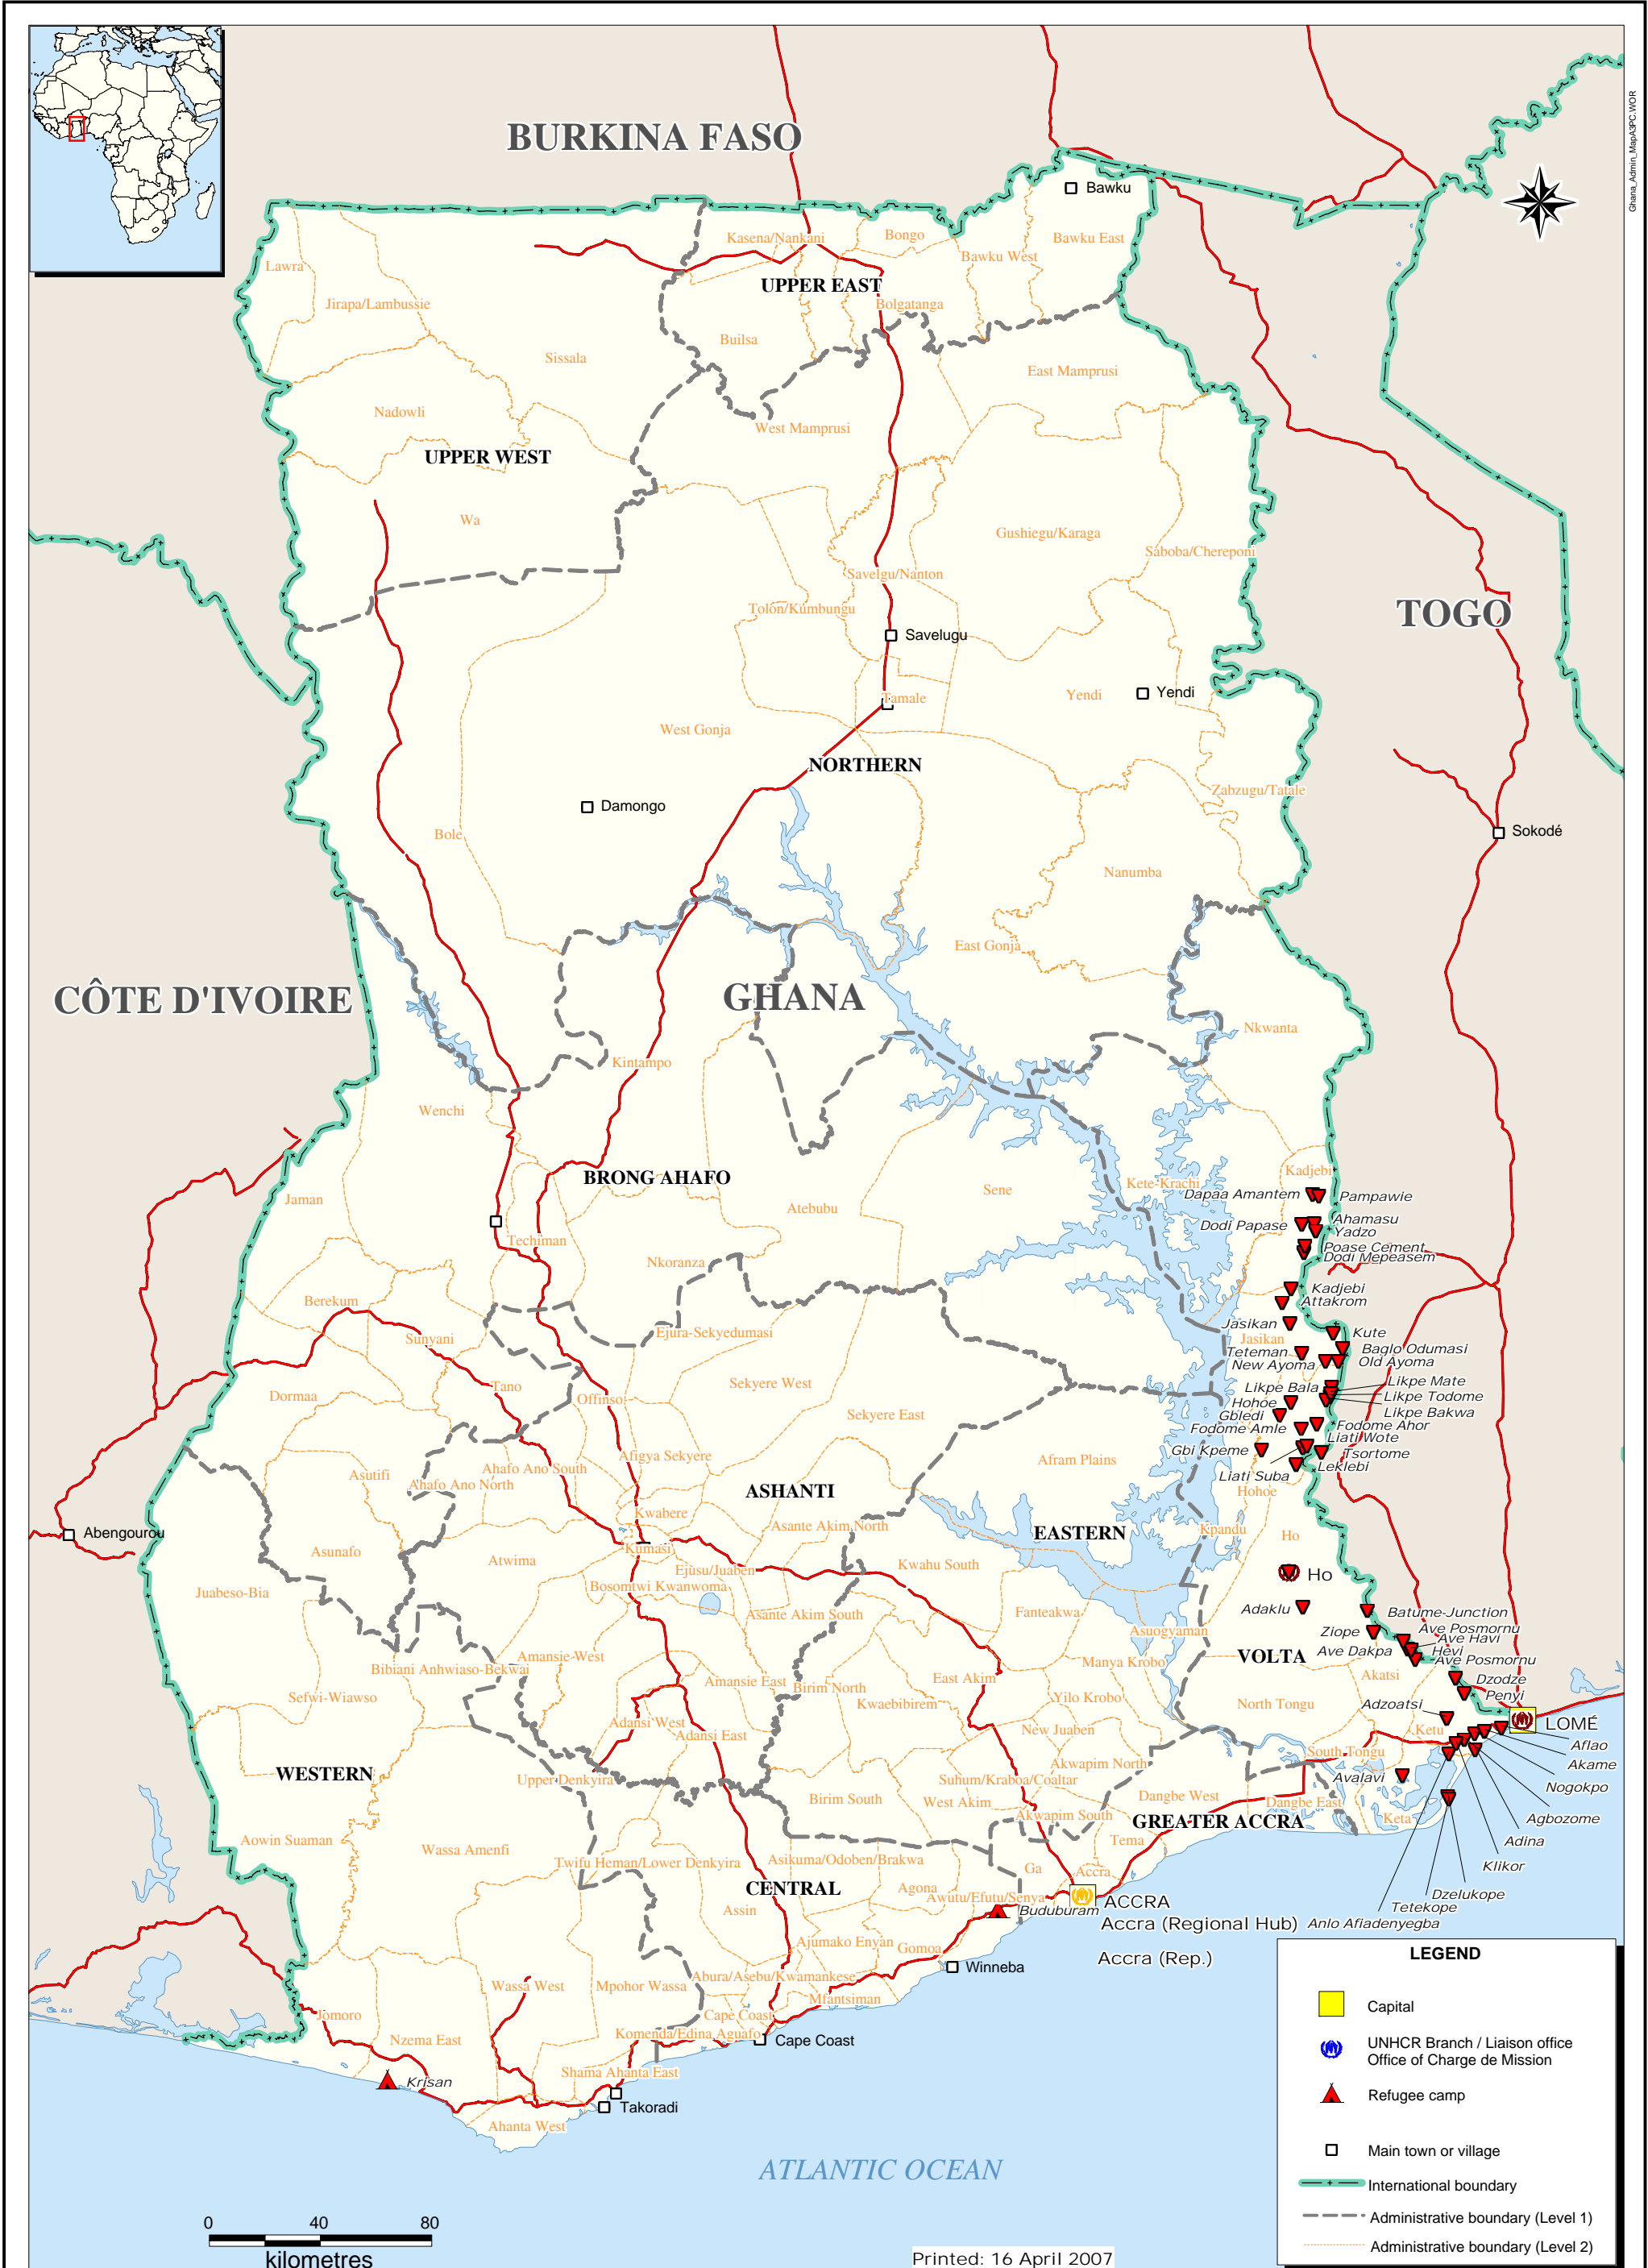 Ghana_Admin_MapA3PC.WOR
BURKINA FASO
Bawku
Kasena/Nankani
Bongo
Bawku East
Bawku West
Lawra
UPPER EAST
Jirapa/Lambussie
Bolgatanga
Builsa
Sissala
East Mamprusi
Nadowli
West Mamprusi
UPPER WEST
Wa
Gushiegu/Karaga
Saboba/Chereponi
Savelgu/Nanton
Tolon/Kumbungu
TOGO
Savelugu
Yendi
Yendi
Tamale
West Gonja
NORTHERN
Zabzugu/Tatale
Damongo
Bole
Sokodé
Nanumba
East Gonja
CÔTE D'IVOIRE
GHANA
Nkwanta
Kintampo
Wenchi
Kadjebi
BRONG AHAFO
Kete-Krachi
Sene
Dapaa Amantem
Pampawie
Jaman
Atebubu
Ahamasu
Dodi Papase
Yadzo
Techiman
Poase Cement
Dodi Mepeasem
Nkoranza
Kadjebi
Attakrom
Berekum
Jasikan
Ejura-Sekyedumasi
Kute
Sunyani
Jasikan
Baglo Odumasi
Teteman
Old Ayoma
New Ayoma
Likpe Mate
Sekyere West
Tano
Likpe Bala
Likpe Todome
Dormaa
Offinso
Hohoe
Likpe Bakwa
Gbledi
Sekyere East
Fodome Ahor
Fodome Amle
Liati Wote
Gbi Kpeme
Tsortome
Afigya Sekyere
Afram Plains
Leklebi
Liati Suba
Ahafo Ano South
Asutifi
Ahafo Ano North
ASHANTI
Hohoe
Kwabere
Asante Akim North
Kpandu
EASTERN
Ho
Abengourou
Kumasi
Asunafo
Atwima
Kwahu South
Ejusu/Juaben
Ho
Bosomtwi Kwanwoma
Juabeso-Bia
Adaklu
Fanteakwa
Batume-Junction
Asante Akim South
Ave Posmornu
Ziope
Asuogyaman
Ave Havi
Ave Dakpa
Hevi
Amansie-West
VOLTA
Ave Posmornu
Bibiani Anhwiaso-Bekwai
Manya Krobo
Akatsi
Dzodze
East Akim
Amansie East
Birim North
Penyi
Sefwi-Wiawso
Kwaebibirem
Yilo Krobo
North Tongu
Adzoatsi
Adansi West
LOMÉ
New Juaben
Ketu
Adansi East
Aflao
South Tongu
Akwapim North
Akame
WESTERN
Upper Denkyira
Suhum/Kraboa/Coaltar
Avalavi
Nogokpo
Dangbe West
Birim South
West Akim
Dangbe East
Akwapim South
Keta
Agbozome
GREATER ACCRA
Aowin Suaman
Tema
Adina
Wassa Amenfi
Twifu Heman/Lower Denkyira
Asikuma/Odoben/Brakwa
Klikor
Ga
Accra
CENTRAL
Agona
Dzelukope
Awutu/Efutu/Senya
ACCRA
Tetekope
Assin
Buduburam
Accra (Regional Hub)
Anlo Afiadenyegba
Ajumako Enyan
Gomoa
Accra (Rep.)
Winneba
Abura/Asebu/Kwamankese
Wassa West
Mpohor Wassa
Mfantsiman
Jomoro
Cape Coast
Komenda/Edina Aguafo
Nzema East
Cape Coast
Shama Ahanta East
Krisan
Takoradi
Ahanta West
ATLANTIC OCEAN
LEGEND
Capital
UNHCR Branch / Liaison office
Office of Charge de Mission
Refugee camp
Main town or village
International boundary
Administrative boundary (Level 1)
Administrative boundary (Level 2)
0 40 80
kilometres
Printed: 16 April 2007